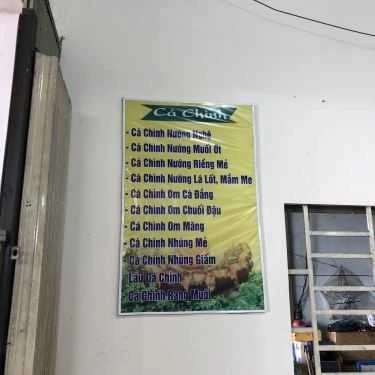 Cá Chình
- Cá Chình Nướng Nghệ
- Cá Chình Nướng Muối Ớt
- Cá Chình Nướng Riềng Mẻ
- Cá Chình Nướng Lá Lốt, Mắm Me
- Cá Chình Om Cà Đắng
- Cá Chình Om Chuối Đậu
- Cá Chình Om Măng
- Cá Chình Nhúng Mẻ
- Cá Chình Nhúng Giấm
- Lẩu Cá Chình
- Cá Chình Rang Muối